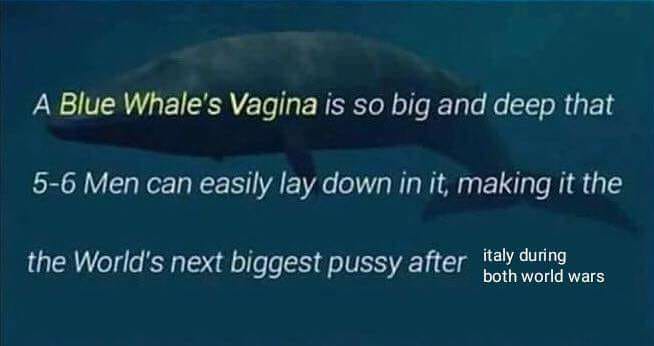 A Blue Whale's Vagina is so big and deep that
5-6 Men can easily lay down in it, making it the
the World's next biggest pussy after italy during
both world wars